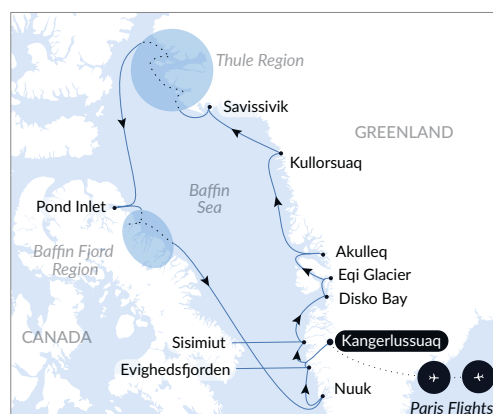 Thule Region
Savissivik
GREENLAND
Kullorsuaq
Baffin
Sea
Pond Inlet
Baffin Fjord
Region
Akulleq
Eqi Glacier
Disko Bay
CANADA
Sisimiut
Kangerlussuaq
Evighedsfjorden
Nuuk
Paris Flights